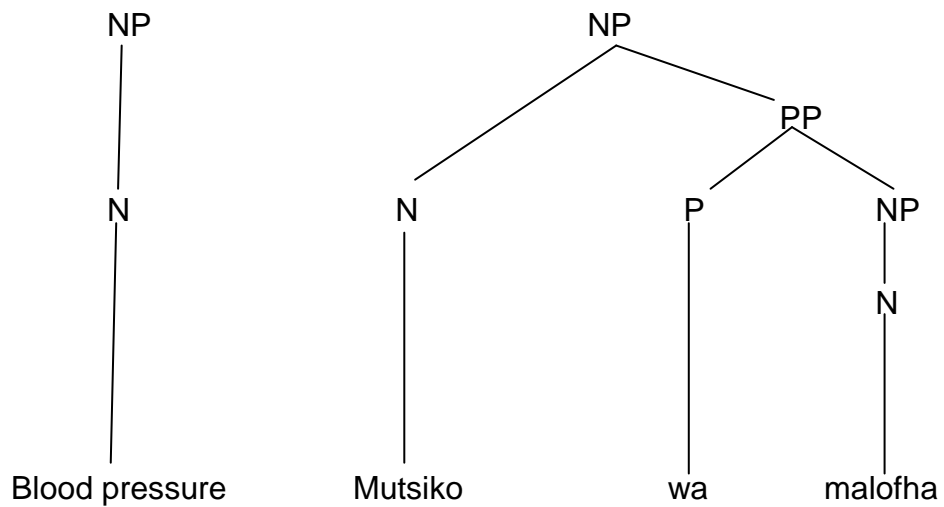 NP NP
PP
N N P NP
N
Blood pressure Mutsiko wa malofha